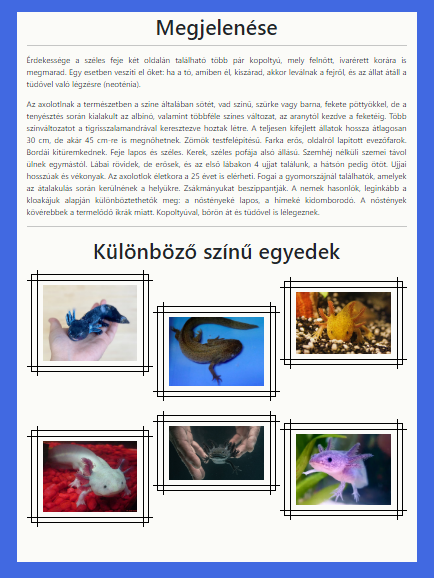 Megjelenése
Érdekessége a széles feje két oldalán található több pár kopoltyú, mely felnőtt, ivarérett korára is
megmarad. Egy esetben veszíti el őket: ha a tó, amiben él, kiszárad, akkor leválnak a fejről, és az állat átáll a
tüdővel való légzésre (neoténia).
Az axolotlnak a természetben a színe általában sötét, vad színű, szürke vagy barna, fekete pöttyökkel, de a
tenyésztés során kialakult az albínó, valamint többféle színes változat, az aranytól kezdve a feketéig. Több
színváltozatot a tigrisszalamandrával keresztezve hoztak létre. A teljesen kifejlett állatok hossza átlagosan
30 cm, de akár 45 cm-re is megnőhetnek. Zömök testfelépítésű. Farka erős, oldalról lapított evezőfarok.
Bordái kitüremkednek. Feje lapos és széles. Kerek, széles pofája alsó állású. Szemhéj nélküli szemei távol
ülnek egymástól. Lábai rövidek, de erősek, és az első lábakon 4 ujjat találunk, a hátsón pedig ötöt. Ujjai
hosszúak és vékonyak. Az axolotlok életkora a 25 évet is elérheti. Fogai a gyomorszájnál találhatók, amelyek
az átalakulás során kerülnének a helyükre. Zsákmányukat beszippantják. A nemek hasonlók, leginkább a
kloakájuk alapján különböztethetők meg: a nőstényeké lapos, a hímeké kidomborodó. A nőstények
kövérebbek a termelődő ikrák miatt. Kopoltyúval, bőrön át és tüdővel is lélegeznek.
Különböző színű egyedek